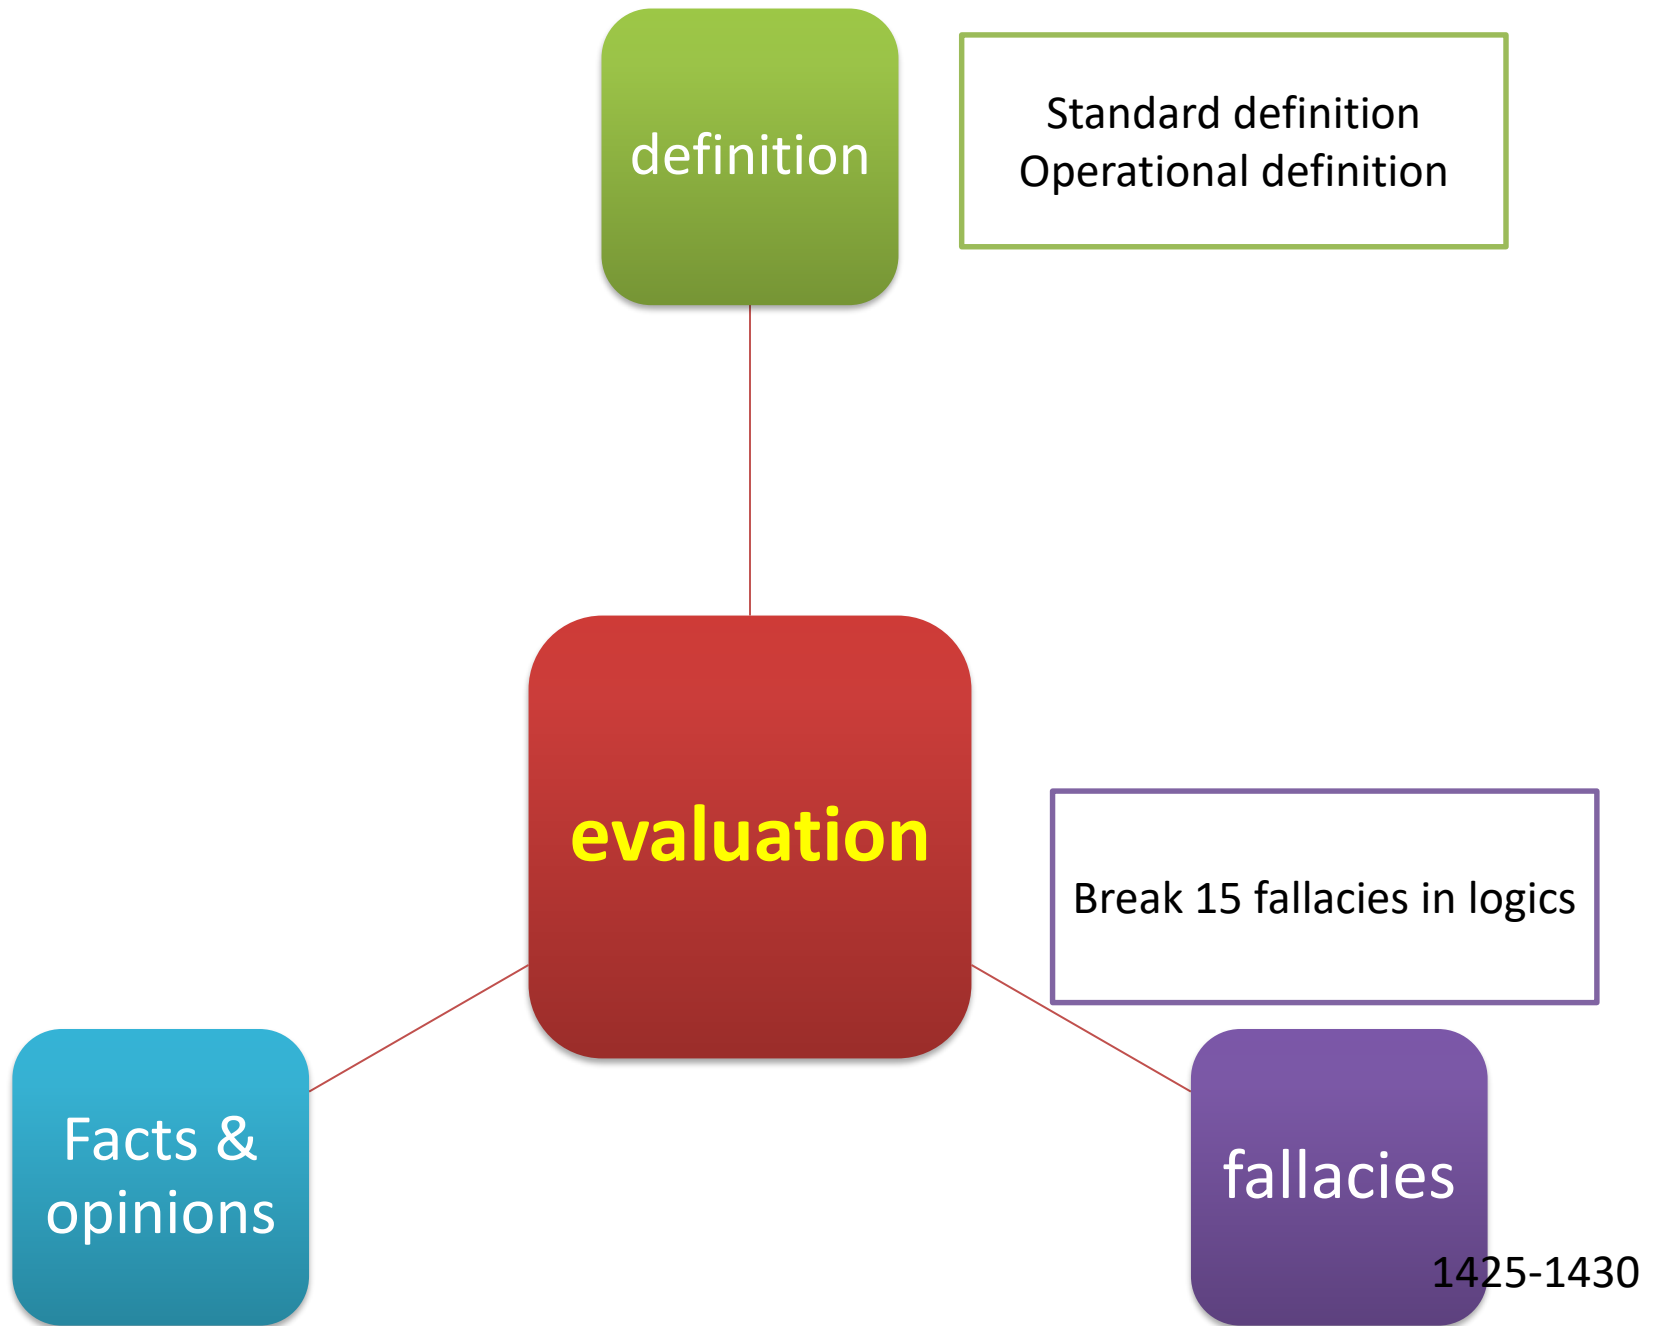 definition
Standard definition
Operational definition
evaluation
Break 15 fallacies in logics
Facts &
opinions
fallacies
1425-1430